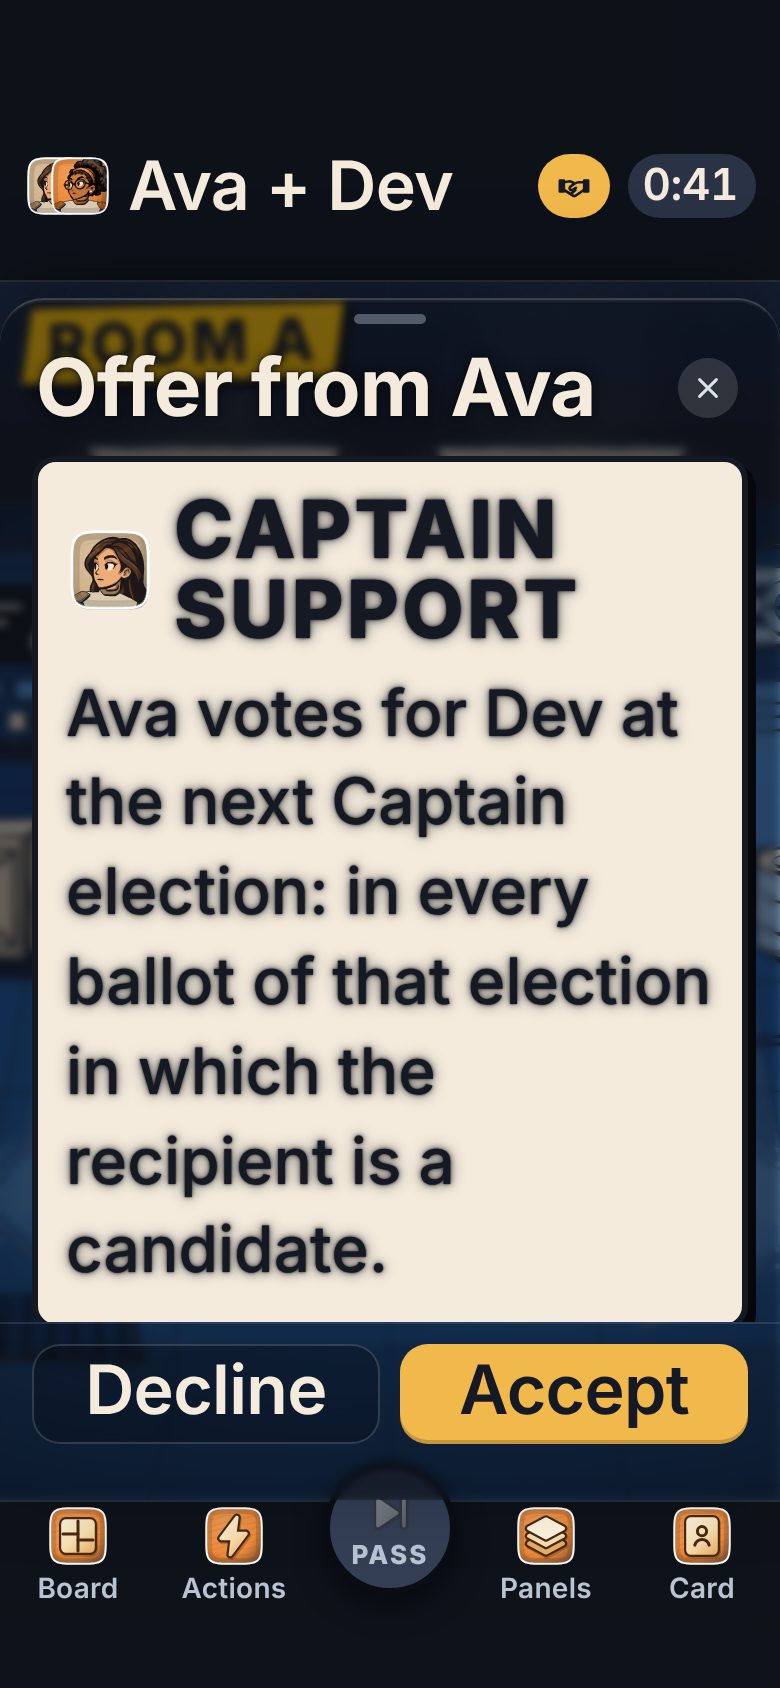 Ava + Dev
0:41
ROOM A
Offer from Ava
CAPTAIN
SUPPORT
Ava votes for Dev at
the next Captain
election: in every
ballot of that election
in which the
recipient is a
candidate.
Decline
Accept
PASS
Board
Actions
Panels
Card